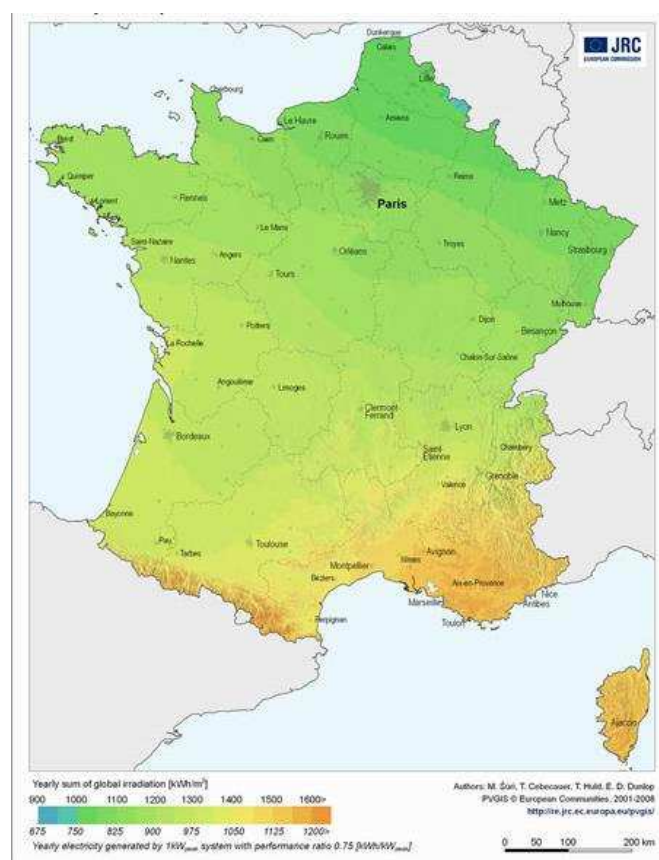 JRC
EUROPEAN COMMISSION
Dunkerque
Calais
Lille
Cherbourg
Amiens
Le Havre
Rouen
Caen
Reims
Metz
Brest
Paris
Quimper
Nancy
Lorient
Rennes
Strasbourg
Le Mans
Troyes
Orléans
Saint-Nazaire
Angers
Nantes
Tours
Mulhouse
Dijon
Besançon
Poitiers
La Rochelle
Chalon-Sur-Saône
Angoulême
Limoges
Clermont
Ferrand
Lyon
Bordeaux
Chambéry
Saint-
Etienne
Grenoble
Valence
Bayonne
Pau
Toulouse
Tarbes
Avignon
Nîmes
Montpellier
Béziers
Aix-en-Provence
Nice
Antibes
Marseille
Toulon
Perpignan
Ajaccio
Yearly sum of global irradiation [kWh/m²]
900 1000 1100 1200 1300 1400 1500 1600>
675 750 825 900 975 1050 1125 1200>
Yearly electricity generated by 1kWpeak system with performance ratio 0.75 [kWh/kWpeak]
Authors: M. Šúri, T. Cebecauer, T. Huld, E. D. Dunlop
PVGIS © European Communities, 2001-2008
http://re.jrc.ec.europa.eu/pvgis/
0 50 100 200 km